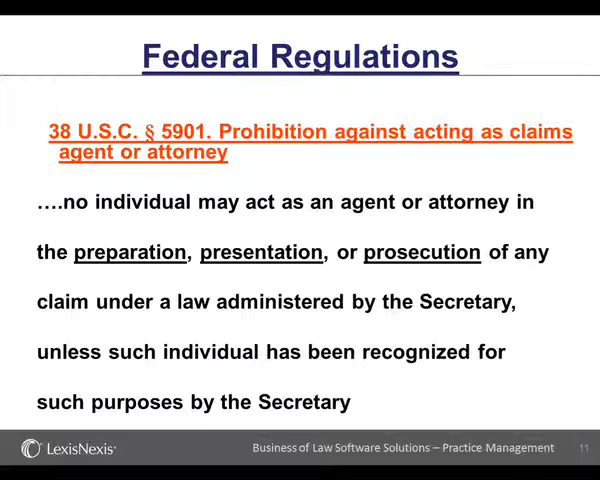 Federal Regulations
38 U.S.C. § 5901. Prohibition against acting as claims
agent or attorney
….no individual may act as an agent or attorney in
the preparation, presentation, or prosecution of any
claim under a law administered by the Secretary,
unless such individual has been recognized for
such purposes by the Secretary
LexisNexis®
Business of Law Software Solutions – Practice Management
11